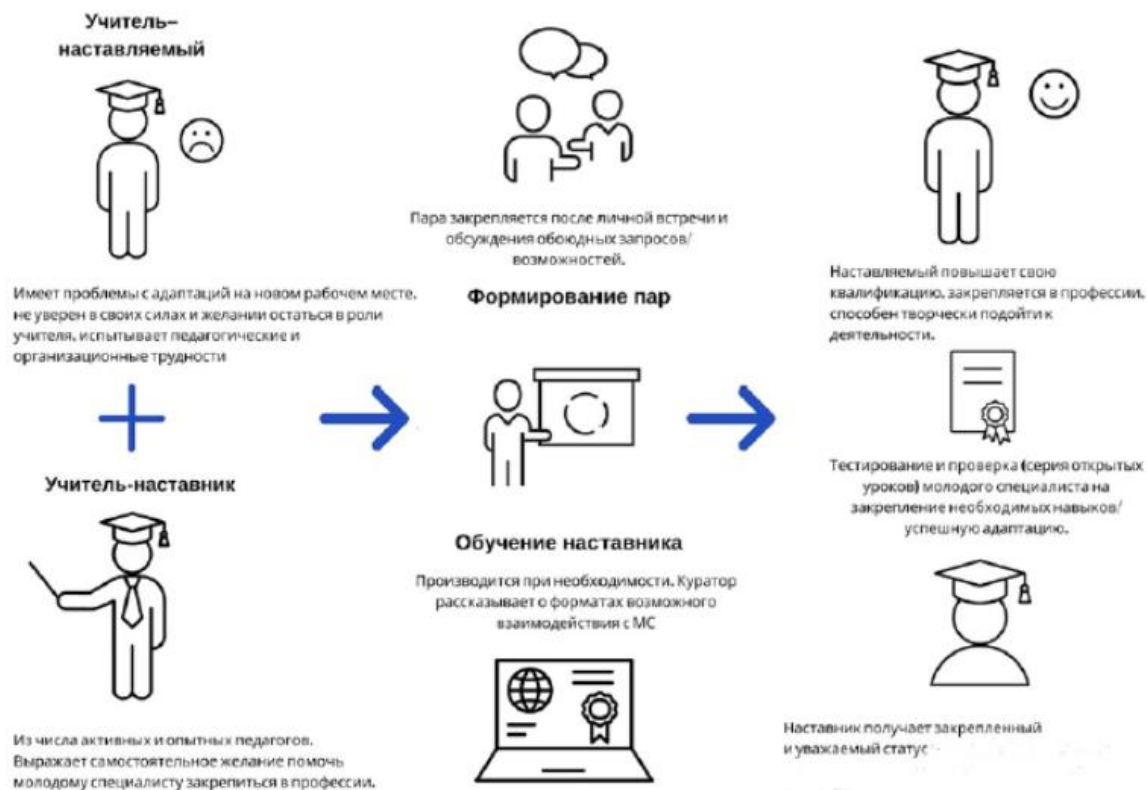 Учитель–
наставляемый
Имеет проблемы с адаптаций на новом рабочем месте,
не уверен в своих силах и желании остаться в роли
учителя, испытывает педагогические и
организационные трудности
Учитель-наставник
Из числа активных и опытных педагогов.
Выражает самостоятельное желание помочь
молодому специалисту закрепиться в профессии.
Пара закрепляется после личной встречи и
обсуждения обоюдных запросов/
возможностей.
Формирование пар
Обучение наставника
Производится при необходимости. Куратор
рассказывает о форматах возможного
взаимодействия с МС
Наставляемый повышает свою
квалификацию, закрепляется в профессии,
способен творчески подойти к
деятельности.
Тестирование и проверка (серия открытых
уроков) молодого специалиста на
закрепление необходимых навыков/
успешную адаптацию.
Наставник получает закрепленный
и уважаемый статус